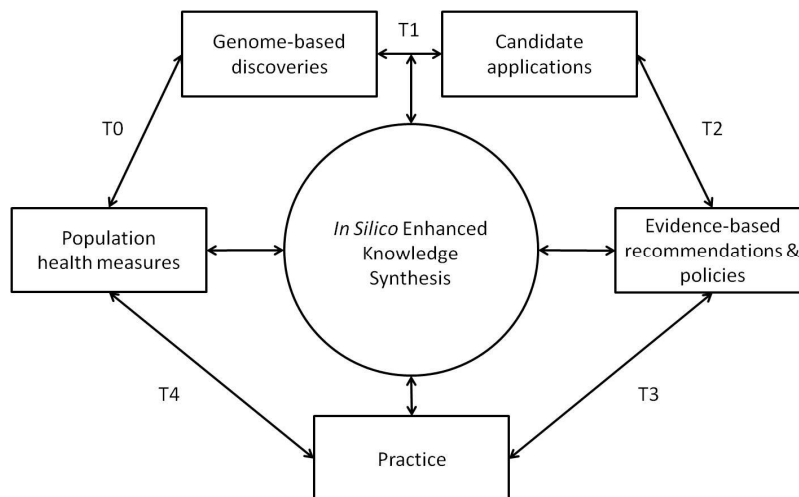 T1
Genome-based
discoveries
Candidate
applications
T0
T2
Population
health measures
In Silico Enhanced
Knowledge
Synthesis
Evidence-based
recommendations &
policies
T4
T3
Practice